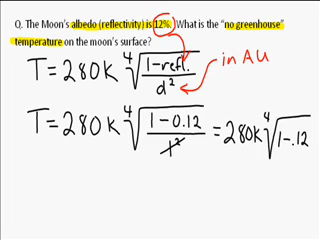 Q. The Moon's albedo (reflectivity) is 12%. What is the "no greenhouse"
temperature on the moon's surface?
T = 280K ⁴√((1-refl.)/d²) in AU
T = 280K ⁴√((1-0.12)/1²) = 280K ⁴√(1-.12)